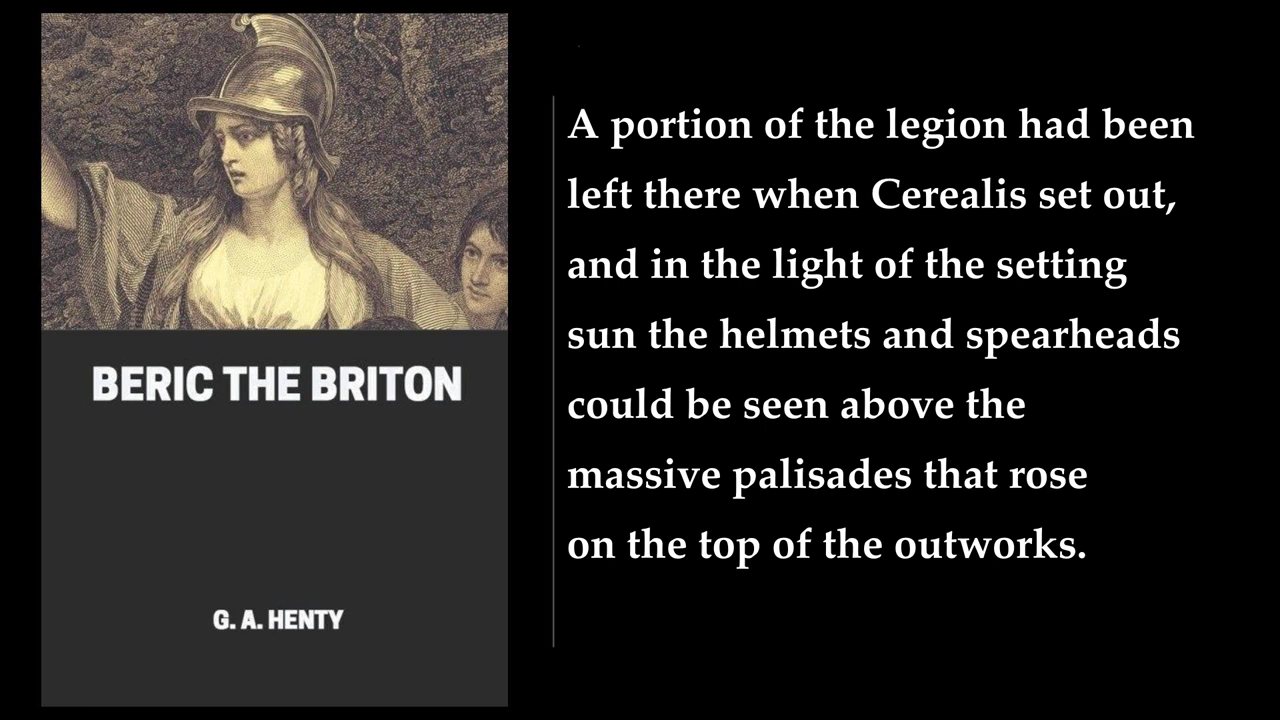 BERIC THE BRITON
G. A. HENTY
A portion of the legion had been
left there when Cerealis set out,
and in the light of the setting
sun the helmets and spearheads
could be seen above the
massive palisades that rose
on the top of the outworks.